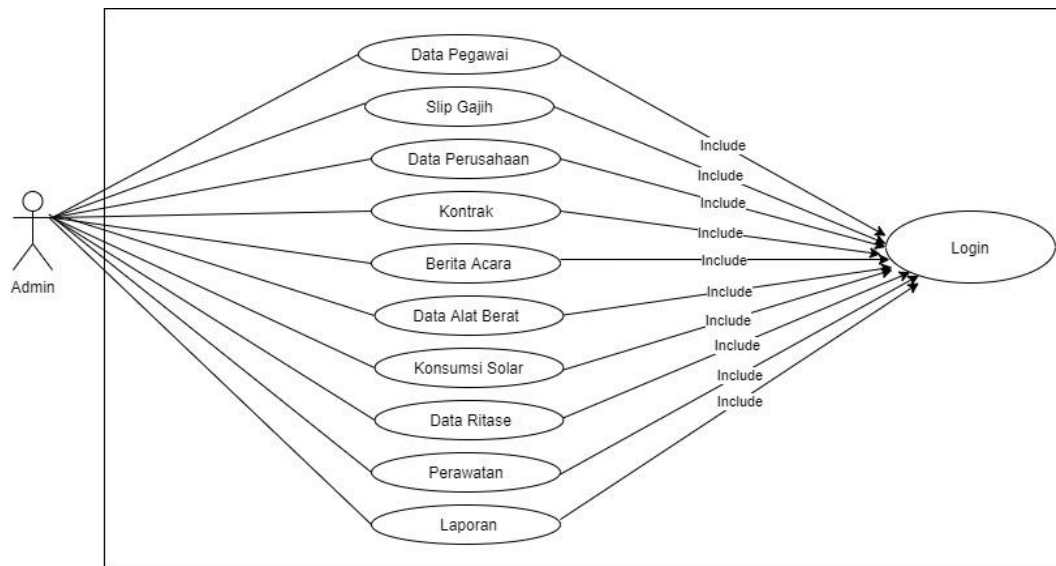 Data Pegawai
Slip Gajih
Data Perusahaan
Kontrak
Berita Acara
Data Alat Berat
Konsumsi Solar
Data Ritase
Perawatan
Laporan
Admin
Include
Include
Include
Include
Include
Include
Include
Include
Include
Include
Login